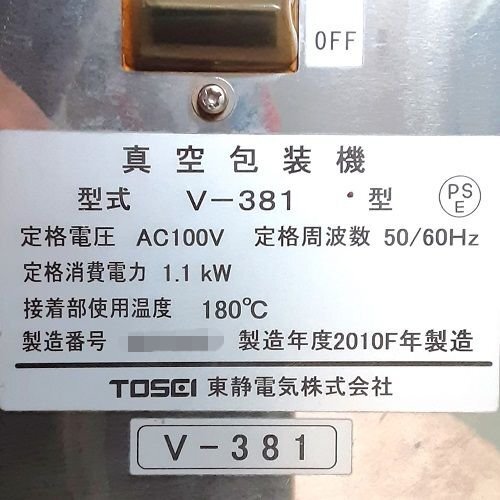 OFF
真空包装機
型式 V-381 型
PS
E
定格電圧 AC100V 定格周波数 50/60Hz
定格消費電力 1.1 kW
接着部使用温度 180℃
製造番号 製造年度2010F年製造
TOSEI 東静電気株式会社
V-381